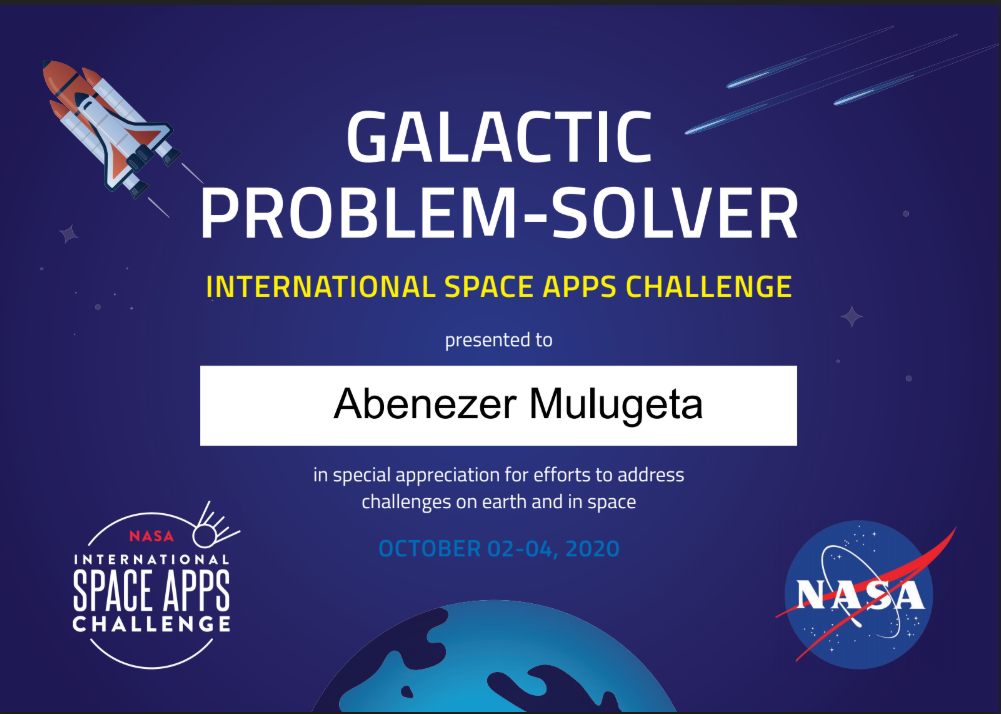 GALACTIC
PROBLEM-SOLVER
INTERNATIONAL SPACE APPS CHALLENGE
presented to
Abenezer Mulugeta
in special appreciation for efforts to address
challenges on earth and in space
OCTOBER 02-04, 2020
NASA
INTERNATIONAL
SPACE APPS
CHALLENGE
NASA